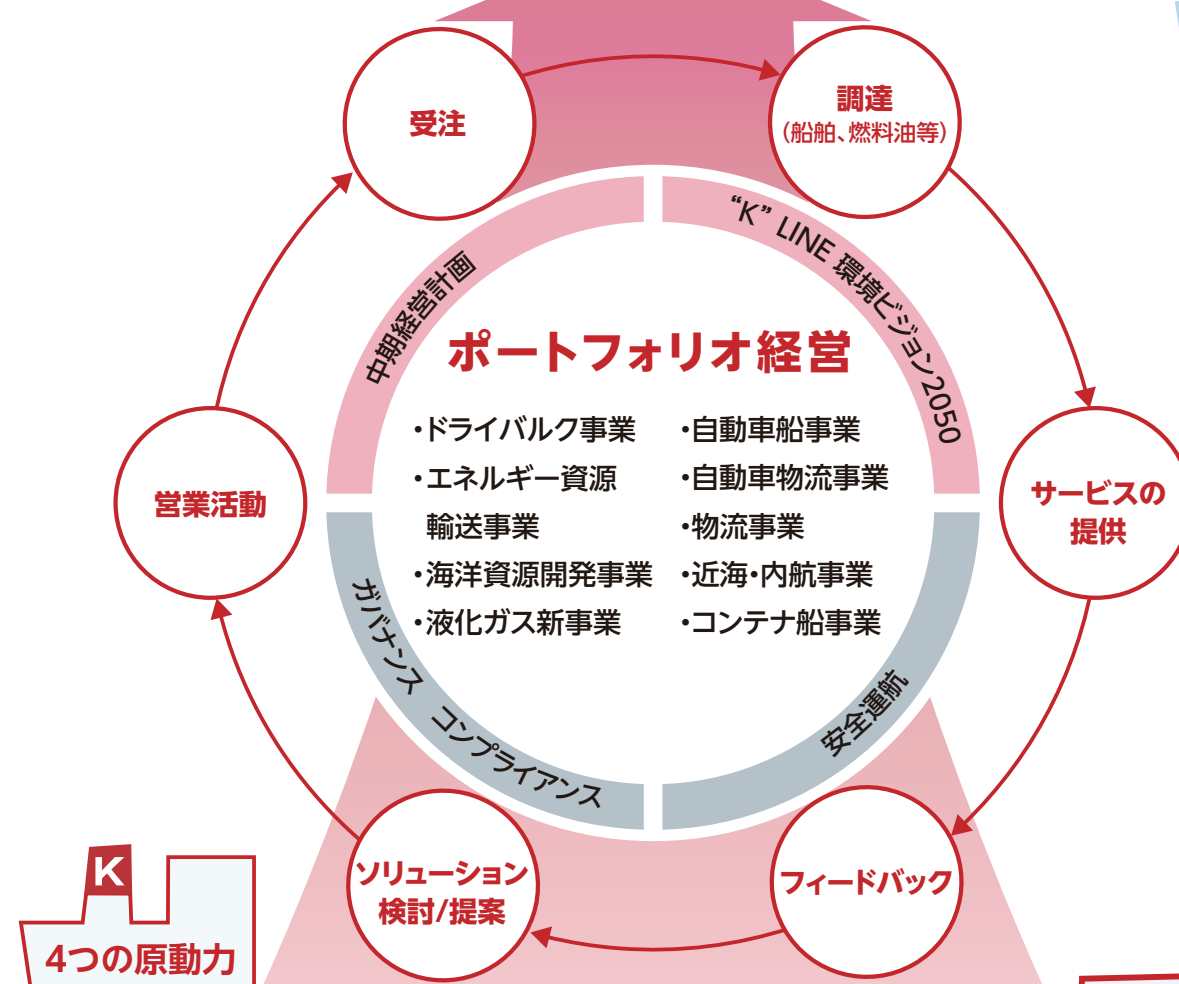 受注
調達
(船舶、燃料油等)
中期経営計画
“K” LINE 環境ビジョン2050
ポートフォリオ経営
・ドライバルク事業
・エネルギー資源
輸送事業
・海洋資源開発事業
・液化ガス新事業
・自動車船事業
・自動車物流事業
・物流事業
・近海・内航事業
・コンテナ船事業
営業活動
サービスの
提供
ガバナンス コンプライアンス
安全運航
ソリューション
検討/提案
フィードバック
K
4つの原動力